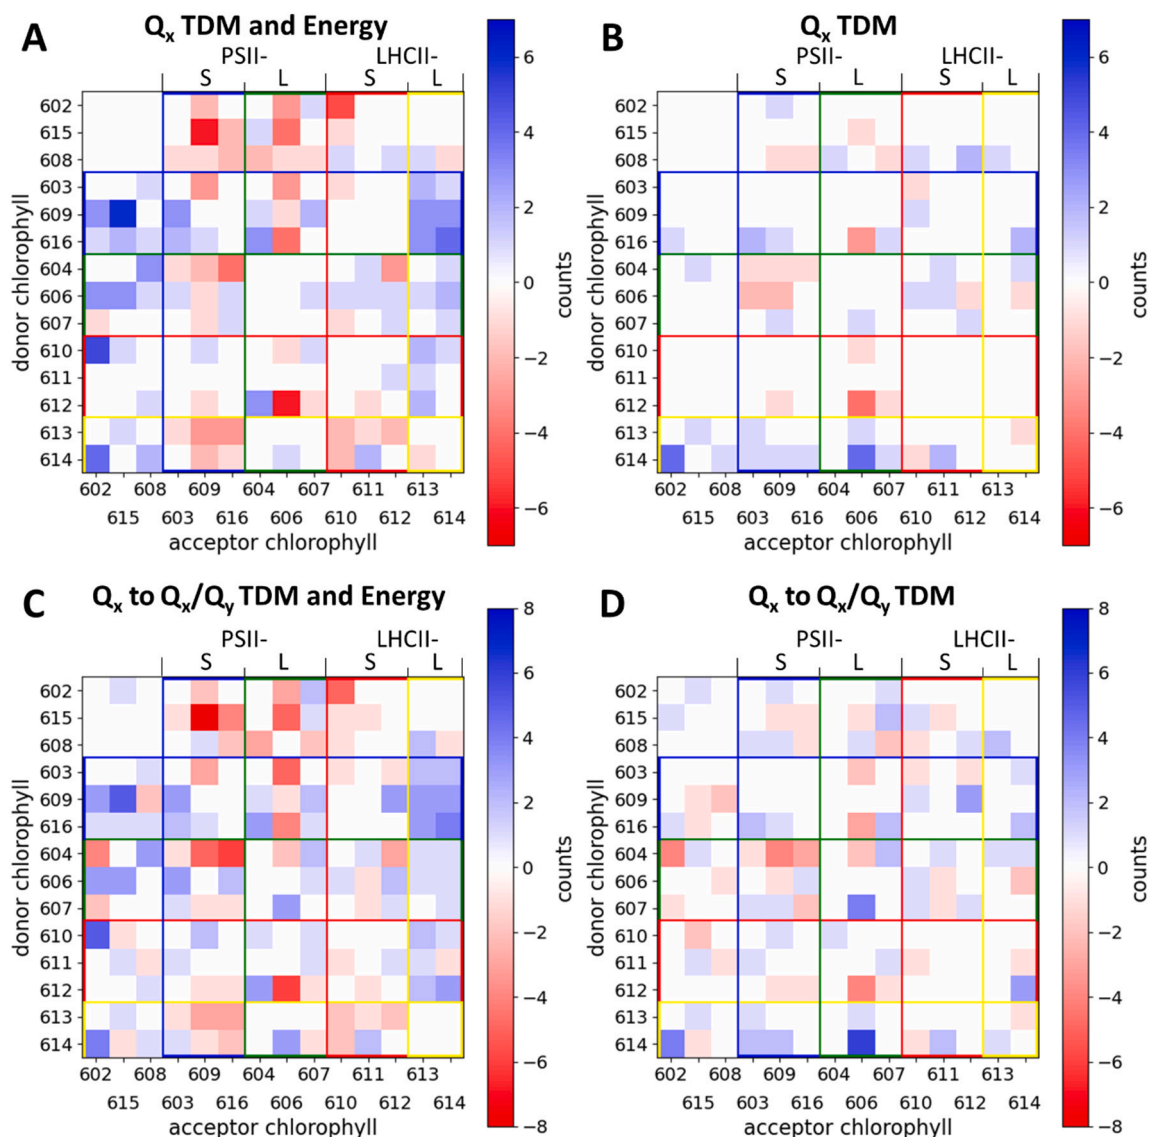 A
Qx TDM and Energy
PSII-
LHCII-
S
L
S
L
donor chlorophyll
602
615
608
603
609
616
604
606
607
610
611
612
613
614
602
608
609
604
607
611
613
615
603
616
606
610
612
614
acceptor chlorophyll
6
4
2
0
−2
−4
−6
counts
B
Qx TDM
PSII-
LHCII-
S
L
S
L
donor chlorophyll
602
615
608
603
609
616
604
606
607
610
611
612
613
614
602 608 603 609 616 604 606 607 610 611 612 613 614
615
acceptor chlorophyll
6
4
2
0
−2
−4
−6
counts
C
Qx to Qx/Qy TDM and Energy
PSII-
LHCII-
S
L
S
L
donor chlorophyll
602
615
608
603
609
616
604
606
607
610
611
612
613
614
602 608 603 604 607 610 613
615 609 616 606 611 612 614
acceptor chlorophyll
8
6
4
2
0
−2
−4
−6
−8
counts
D
Qx to Qx/Qy TDM
PSII-
LHCII-
S
L
S
L
donor chlorophyll
602
615
608
603
609
616
604
606
607
610
611
612
613
614
602 608 603 609 604 606 607 610 611 613
615 616 612 614
acceptor chlorophyll
8
6
4
2
0
−2
−4
−6
−8
counts